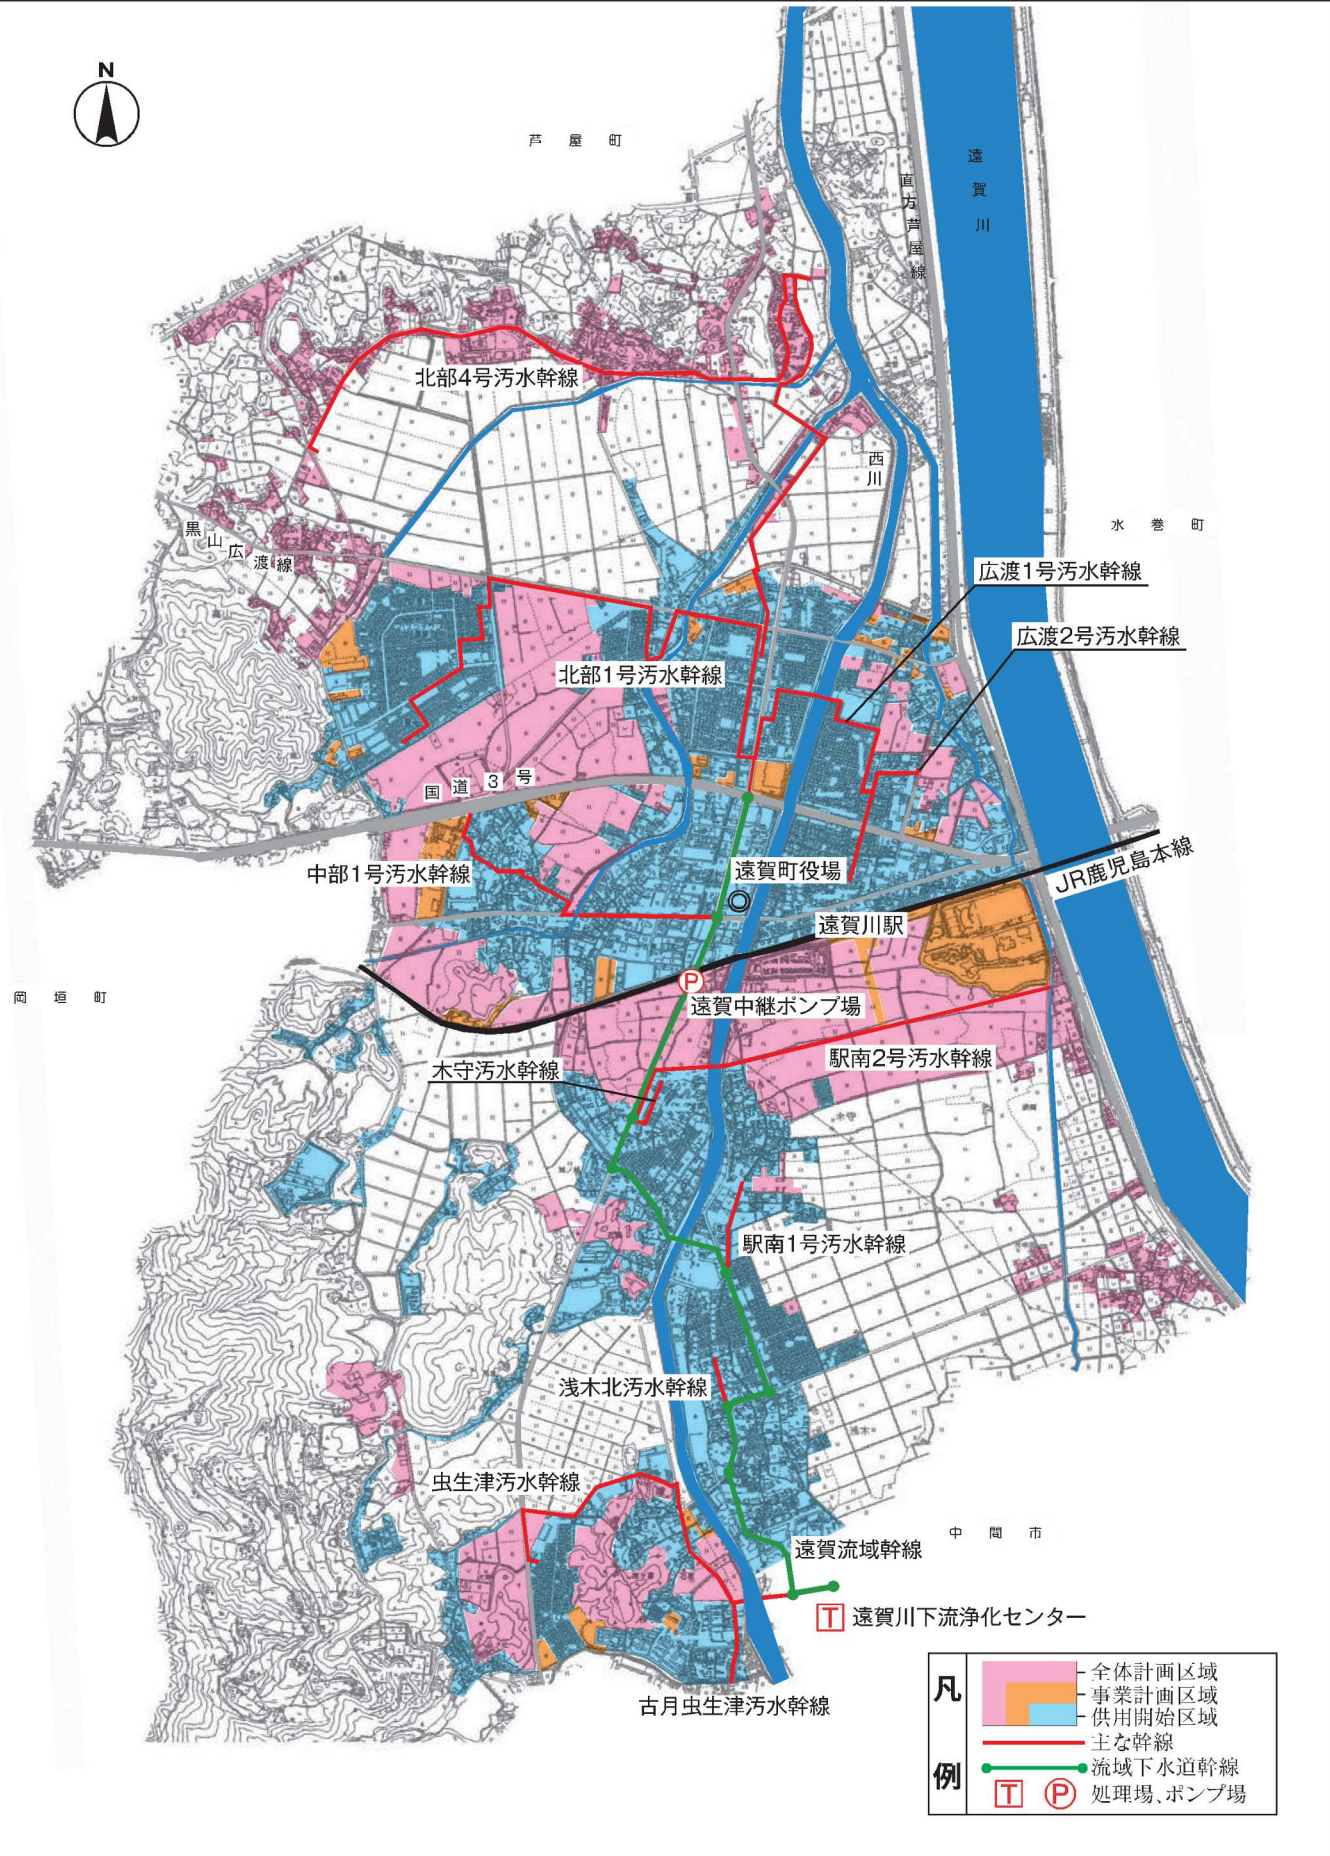 N
芦屋町
遠賀川
直方芦屋線
北部4号汚水幹線
西川
水巻町
黒山広渡線
広渡1号汚水幹線
広渡2号汚水幹線
北部1号汚水幹線
国道3号
中部1号汚水幹線
遠賀町役場
JR鹿児島本線
遠賀川駅
岡垣町
P
遠賀中継ポンプ場
駅南2号汚水幹線
木守汚水幹線
木守
駅南1号汚水幹線
浅木北汚水幹線
浅木
虫生津汚水幹線
中間市
遠賀流域幹線
T 遠賀川下流浄化センター
古月虫生津汚水幹線
凡例
全体計画区域
事業計画区域
供用開始区域
主な幹線
流域下水道幹線
T P 処理場、ポンプ場